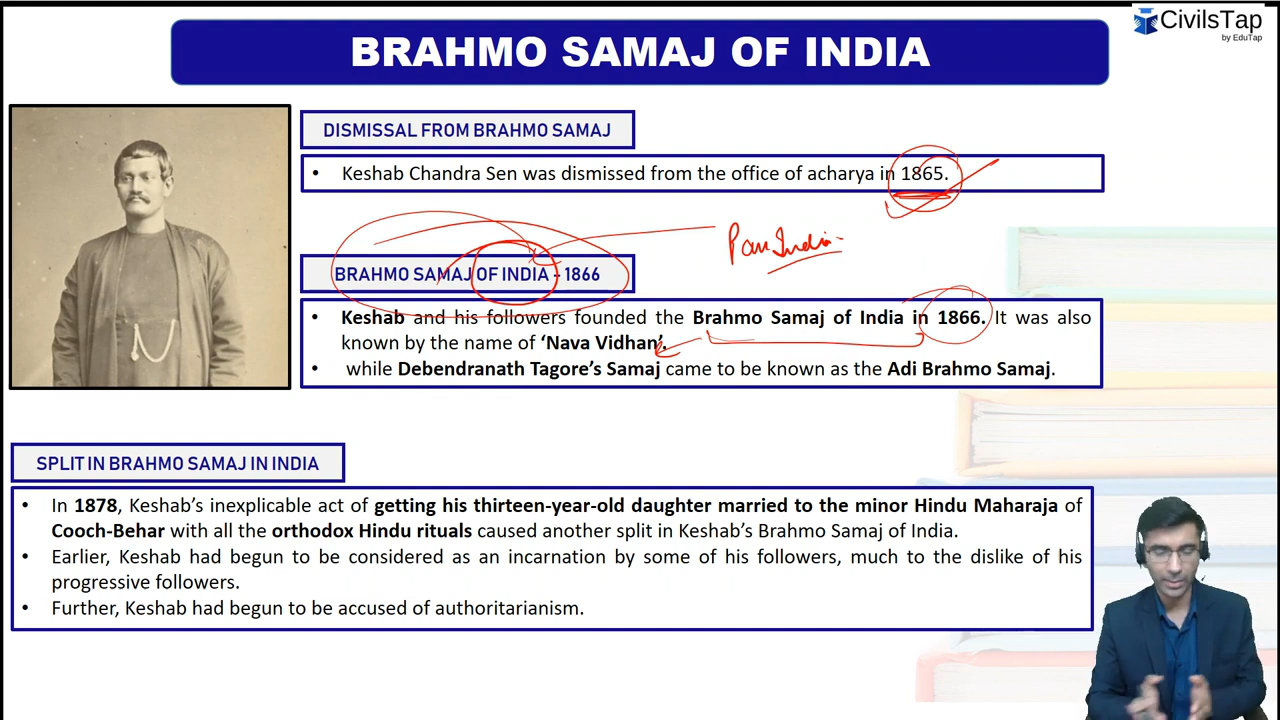 CivilsTap
by EduTap
BRAHMO SAMAJ OF INDIA
DISMISSAL FROM BRAHMO SAMAJ
• Keshab Chandra Sen was dismissed from the office of acharya in 1865.
Pan India
BRAHMO SAMAJ OF INDIA - 1866
• Keshab and his followers founded the Brahmo Samaj of India in 1866. It was also
known by the name of ‘Nava Vidhan’.
• while Debendranath Tagore’s Samaj came to be known as the Adi Brahmo Samaj.
SPLIT IN BRAHMO SAMAJ IN INDIA
• In 1878, Keshab’s inexplicable act of getting his thirteen-year-old daughter married to the minor Hindu Maharaja of
Cooch-Behar with all the orthodox Hindu rituals caused another split in Keshab’s Brahmo Samaj of India.
• Earlier, Keshab had begun to be considered as an incarnation by some of his followers, much to the dislike of his
progressive followers.
• Further, Keshab had begun to be accused of authoritarianism.